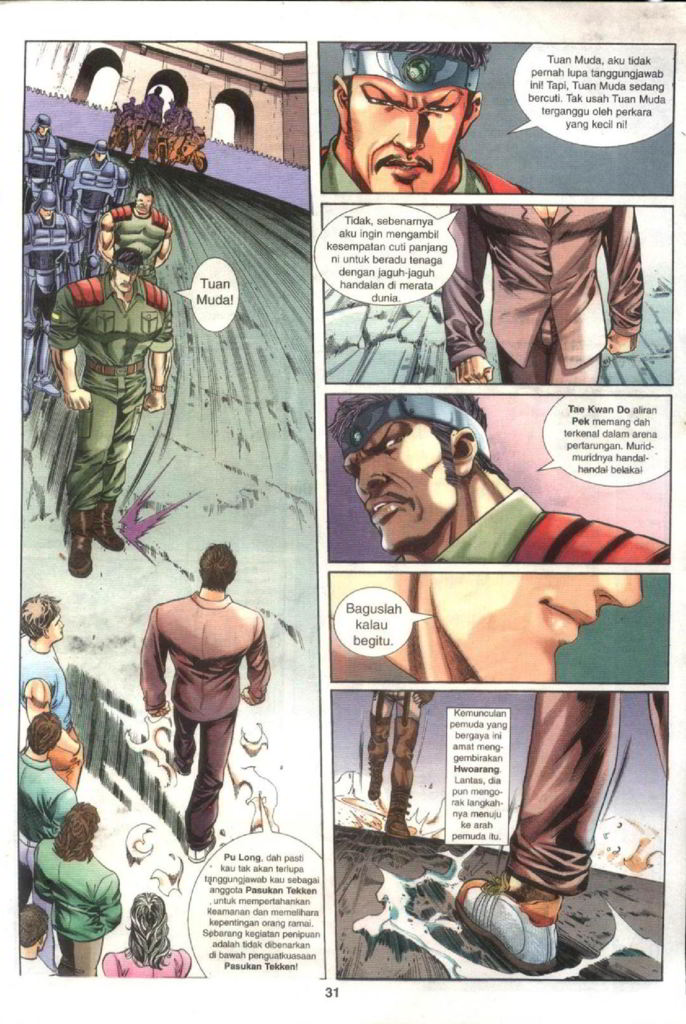 Tuan
Muda!
Pu Long, dah pasti
kau tak akan terlupa
tanggungjawab kau sebagai
anggota Pasukan Tekken
untuk mempertahankan
Keamanan dan memelihara
kepentingan orang ramai.
Sebarang kegiatan penipuan
adalah tidak dibenarkan
di bawah penguatkuasaan
Pasukan Tekken!
Tuan Muda, aku tidak
pernah lupa tanggungjawab
ini! Tapi, Tuan Muda sedang
bercuti. Tak usah Tuan Muda
terganggu oleh perkara
yang kecil ni!
Tidak, sebenarnya
aku ingin mengambil
kesempatan cuti panjang
ni untuk beradu tenaga
dengan jaguh-jaguh
handalan di merata
dunia.
Tae Kwan Do aliran
Pek memang dah
terkenal dalam arena
pertarungan. Murid-
muridnya handal-
handal belaka!
Baguslah
kalau
begitu.
Kemunculan
pemuda yang
bergaya ini
amat meng-
gembirakan
Hwoarang.
Lantas, dia
pun mengo-
rak langkah-
nya menuju
ke arah
pemuda itu.
31